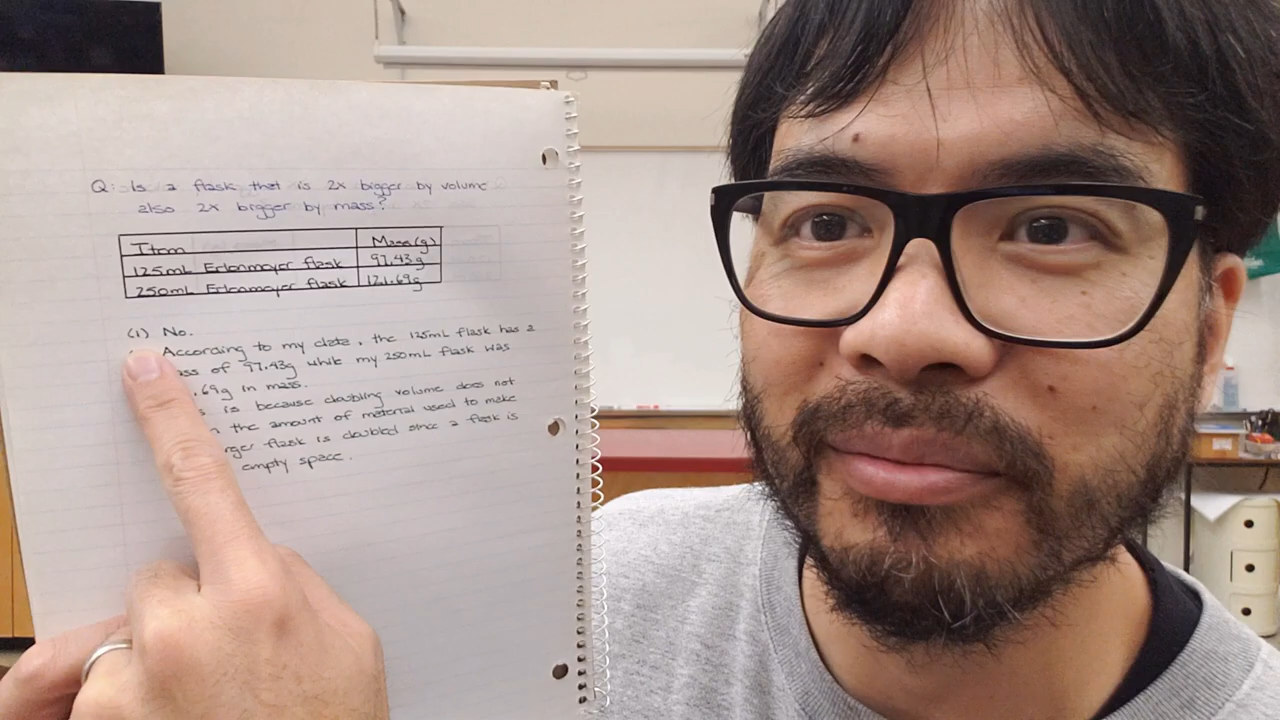 Q: Is a flask that is 2x bigger by volume
also 2x bigger by mass?
Item Mass(g)
125mL Erlenmeyer flask 97.43g
250mL Erlenmeyer flask 121.69g
(1) No.
According to my data, the 125mL flask has a
ass of 97.43g while my 250mL flask was
.69g in mass.
s is because doubling volume does not
n the amount of material used to make
rger flask is doubled since a flask is
empty space.